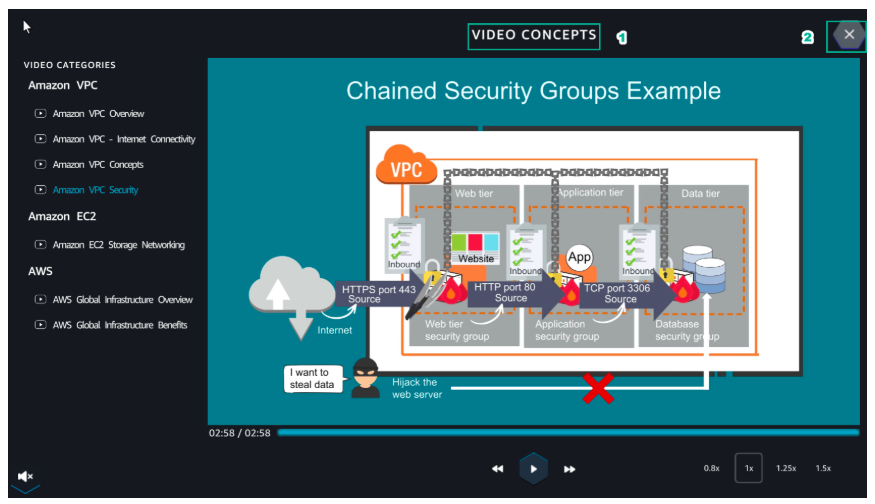 VIDEO CONCEPTS
1
2
VIDEO CATEGORIES
Amazon VPC
Amazon VPC Overview
Amazon VPC - Internet Connectivity
Amazon VPC Concepts
Amazon VPC Security
Amazon EC2
Amazon EC2 Storage Networking
AWS
AWS Global Infrastructure Overview
AWS Global Infrastructure Benefits
Chained Security Groups Example
VPC
Web tier
Application tier
Data tier
Inbound
Website
Inbound
App
Inbound
HTTPS port 443
Source
HTTP port 80
Source
TCP port 3306
Source
Internet
Web tier
security group
Application
security group
Database
security group
I want to
steal data
Hijack the
web server
02:58 / 02:58
0.8x
1x
1.25x
1.5x